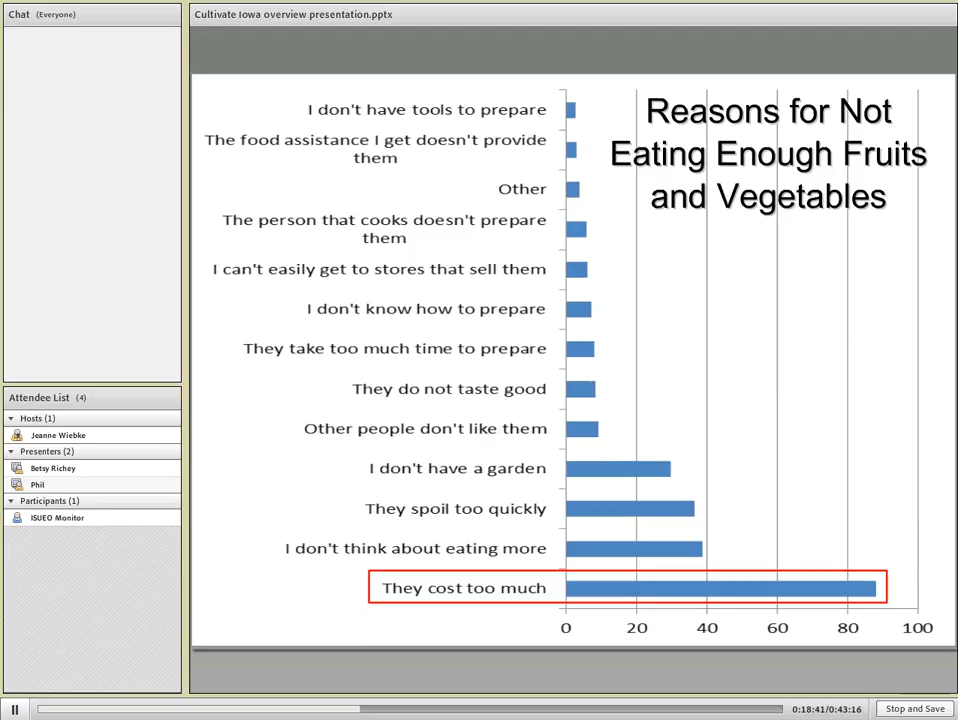 Chat (Everyone)
Cultivate Iowa overview presentation.pptx
Reasons for Not
Eating Enough Fruits
and Vegetables
I don't have tools to prepare
The food assistance I get doesn't provide
them
Other
The person that cooks doesn't prepare
them
I can't easily get to stores that sell them
I don't know how to prepare
They take too much time to prepare
They do not taste good
Other people don't like them
I don't have a garden
They spoil too quickly
I don't think about eating more
They cost too much
0 20 40 60 80 100
Attendee List (4)
Hosts (1)
Jeanne Wiebke
Presenters (2)
Betsy Richey
Phil
Participants (1)
ISUEO Monitor
0:18:41/0:43:16
Stop and Save